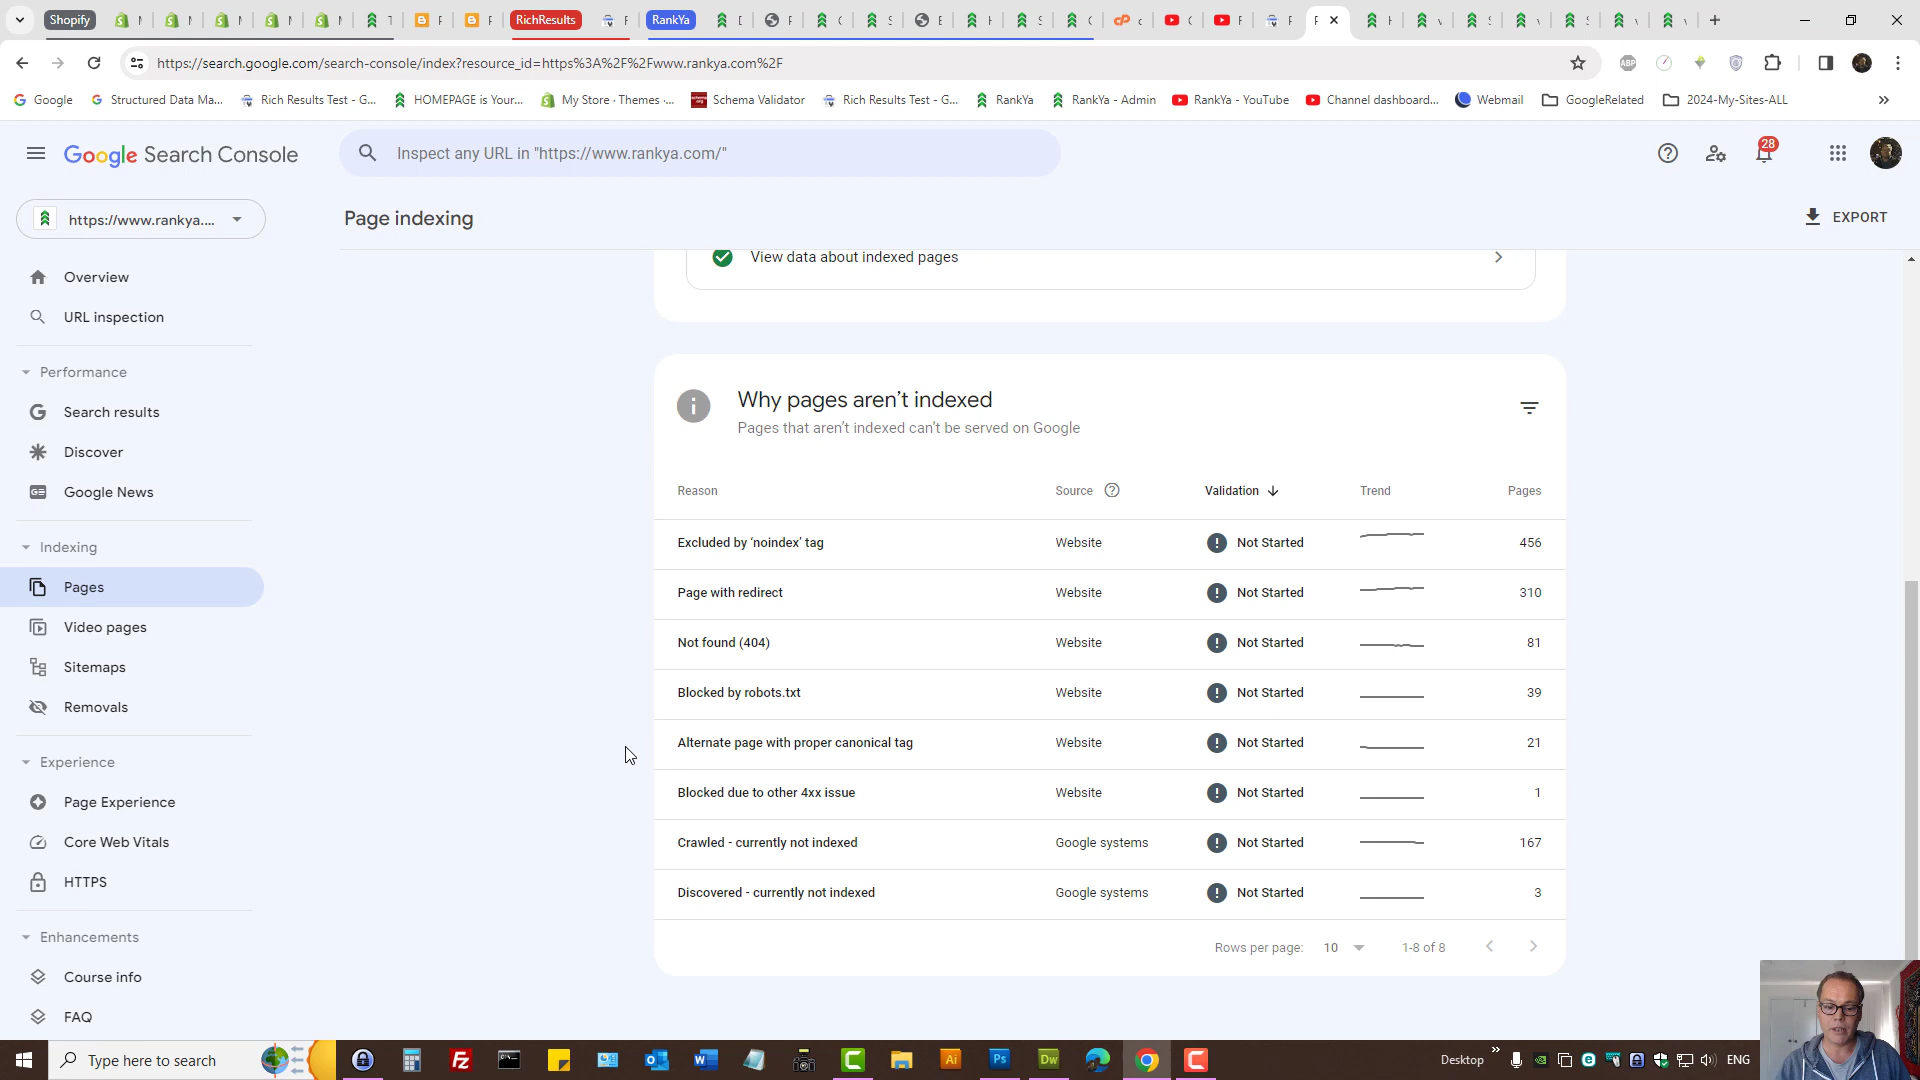 Shopify
RichResults
RankYa
https://search.google.com/search-console/index?resource_id=https%3A%2F%2Fwww.rankya.com%2F
Google
Structured Data Ma...
Rich Results Test - G...
HOMEPAGE is Your...
My Store · Themes ·...
Schema Validator
Rich Results Test - G...
RankYa
RankYa - Admin
RankYa - YouTube
Channel dashboard...
Webmail
GoogleRelated
2024-My-Sites-ALL
Google Search Console
Inspect any URL in "https://www.rankya.com/"
28
https://www.rankya....
Page indexing
EXPORT
Overview
URL inspection
Performance
Search results
Discover
Google News
Indexing
Pages
Video pages
Sitemaps
Removals
Experience
Page Experience
Core Web Vitals
HTTPS
Enhancements
Course info
FAQ
View data about indexed pages
Why pages aren't indexed
Pages that aren't indexed can't be served on Google
Reason Source Validation Trend Pages
Excluded by 'noindex' tag Website Not Started 456
Page with redirect Website Not Started 310
Not found (404) Website Not Started 81
Blocked by robots.txt Website Not Started 39
Alternate page with proper canonical tag Website Not Started 21
Blocked due to other 4xx issue Website Not Started 1
Crawled - currently not indexed Google systems Not Started 167
Discovered - currently not indexed Google systems Not Started 3
Rows per page: 10 1-8 of 8
Type here to search
Desktop
ENG